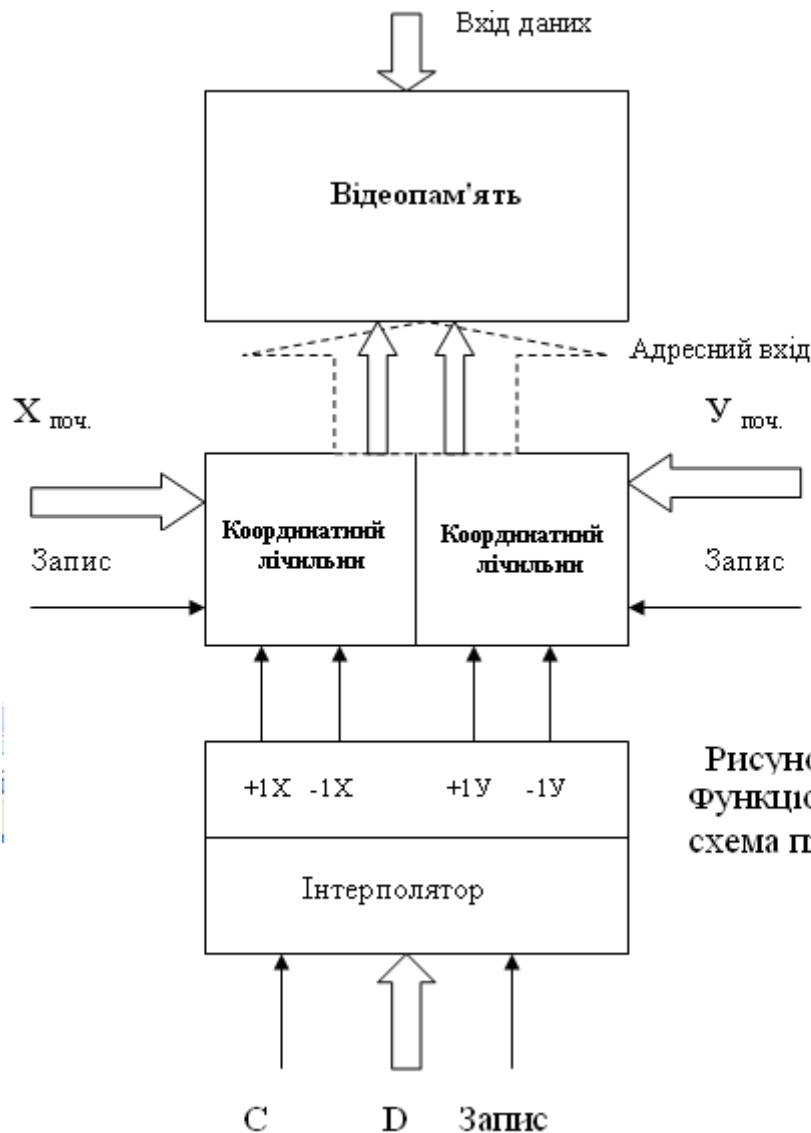 Вхід даних
Відеопам'ять
Адресний вхід
Х поч.
У поч.
Координатний
лічильни
Координатний
лічильни
Запис
Запис
+1Х -1Х +1У -1У
Інтерполятор
С D Запис
схема